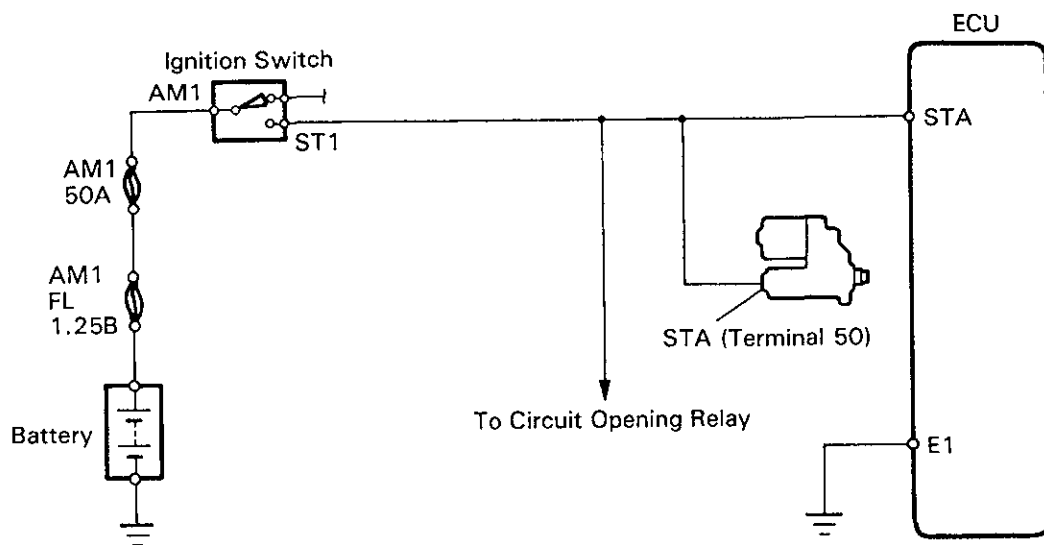 ECU
Ignition Switch
AM1
ST1
STA
AM1
50A
AM1
FL
1.25B
STA (Terminal 50)
To Circuit Opening Relay
Battery
E1